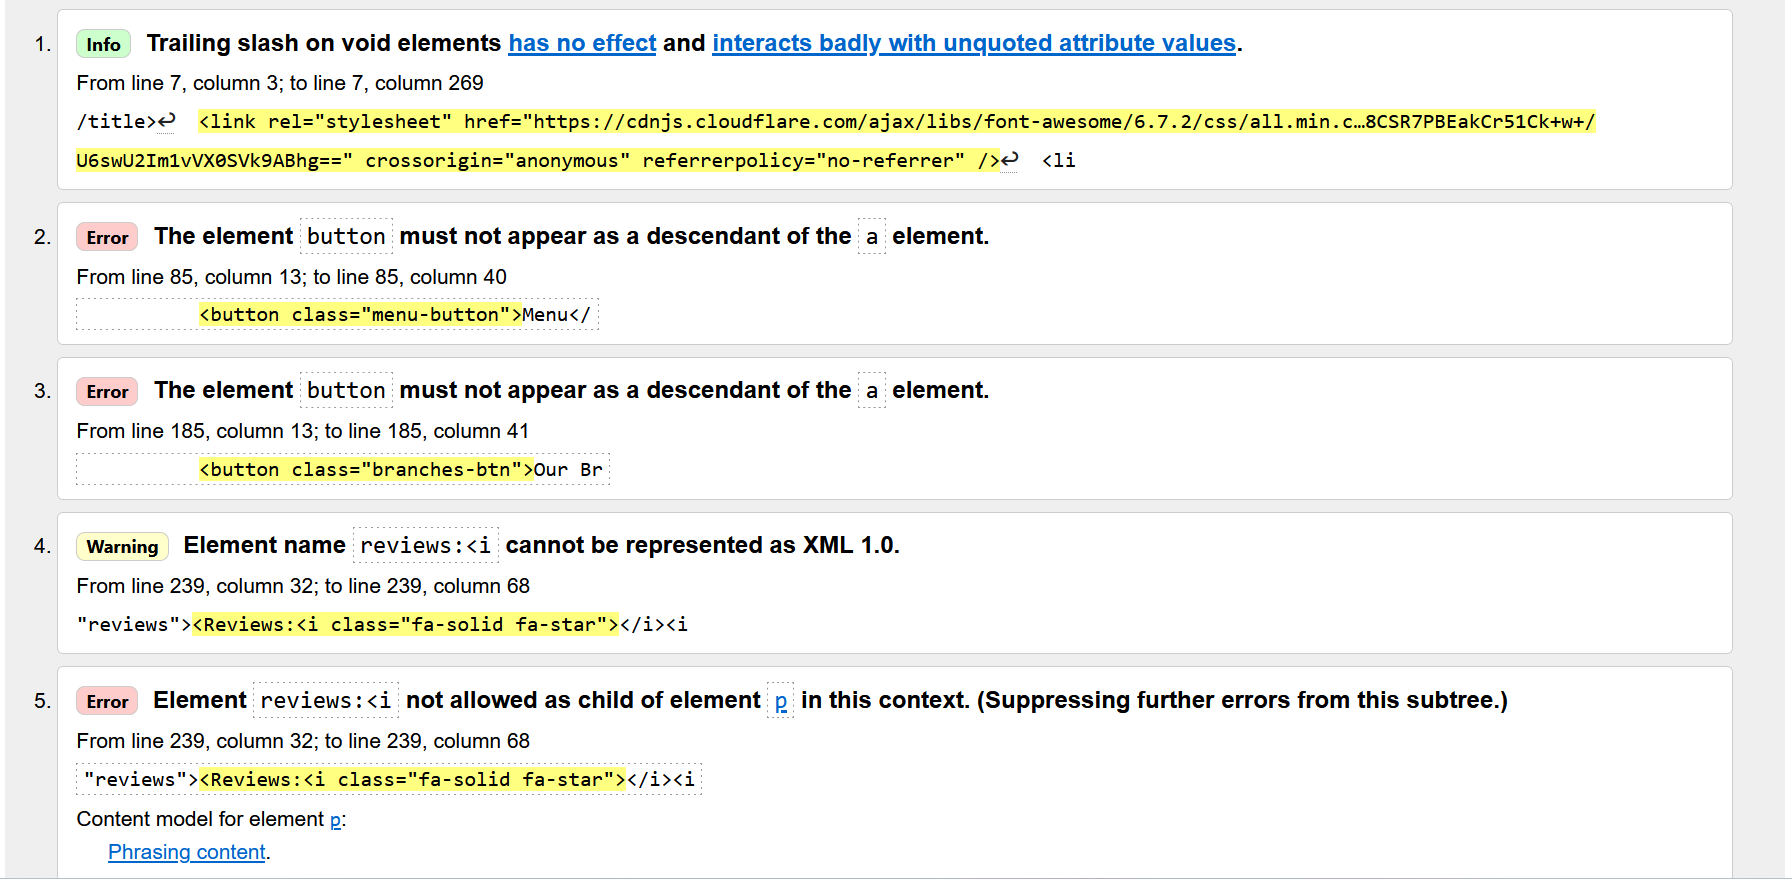 1. Info Trailing slash on void elements has no effect and interacts badly with unquoted attribute values.
From line 7, column 3; to line 7, column 269
/title>↩  <link rel="stylesheet" href="https://cdnjs.cloudflare.com/ajax/libs/font-awesome/6.7.2/css/all.min.c…8CSR7PBEakCr51Ck+w+/
U6swU2Im1vVX0SVk9ABhg==" crossorigin="anonymous" referrerpolicy="no-referrer" />↩  <li
2. Error The element button must not appear as a descendant of the a element.
From line 85, column 13; to line 85, column 40
<button class="menu-button">Menu</
3. Error The element button must not appear as a descendant of the a element.
From line 185, column 13; to line 185, column 41
<button class="branches-btn">Our Br
4. Warning Element name reviews:<i cannot be represented as XML 1.0.
From line 239, column 32; to line 239, column 68
"reviews"><Reviews:<i class="fa-solid fa-star"></i><i
5. Error Element reviews:<i not allowed as child of element p in this context. (Suppressing further errors from this subtree.)
From line 239, column 32; to line 239, column 68
"reviews"><Reviews:<i class="fa-solid fa-star"></i><i
Content model for element p:
Phrasing content.